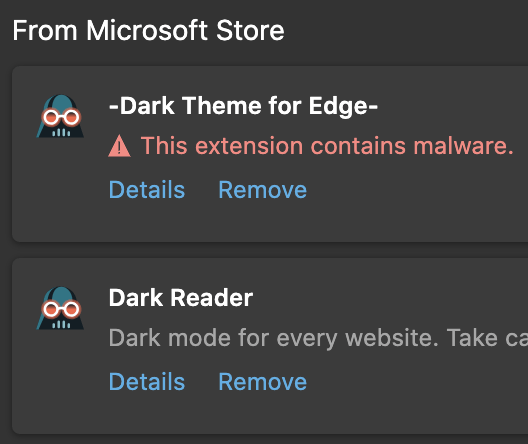 From Microsoft Store
-Dark Theme for Edge-
This extension contains malware.
Details Remove
Dark Reader
Dark mode for every website. Take ca
Details Remove